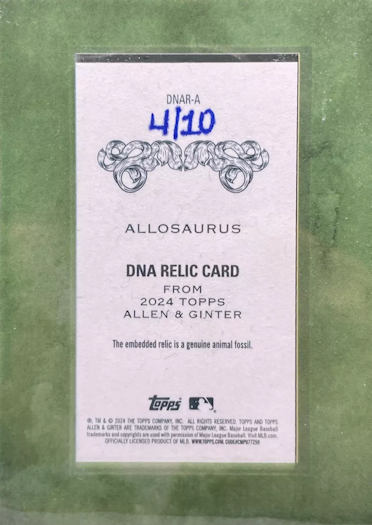 DNAR-A
4/10
ALLOSAURUS
DNA RELIC CARD
FROM
2024 TOPPS
ALLEN & GINTER
The embedded relic is a genuine animal fossil.
Topps
®, TM & © 2024 THE TOPPS COMPANY, INC. ALL RIGHTS RESERVED. TOPPS AND TOPPS
ALLEN & GINTER ARE TRADEMARKS OF THE TOPPS COMPANY, INC. Major League Baseball
trademarks and copyrights are used with permission of Major League Baseball. Visit MLB.com.
OFFICIALLY LICENSED PRODUCT OF MLB. WWW.TOPPS.COM. CODE#CMP077298